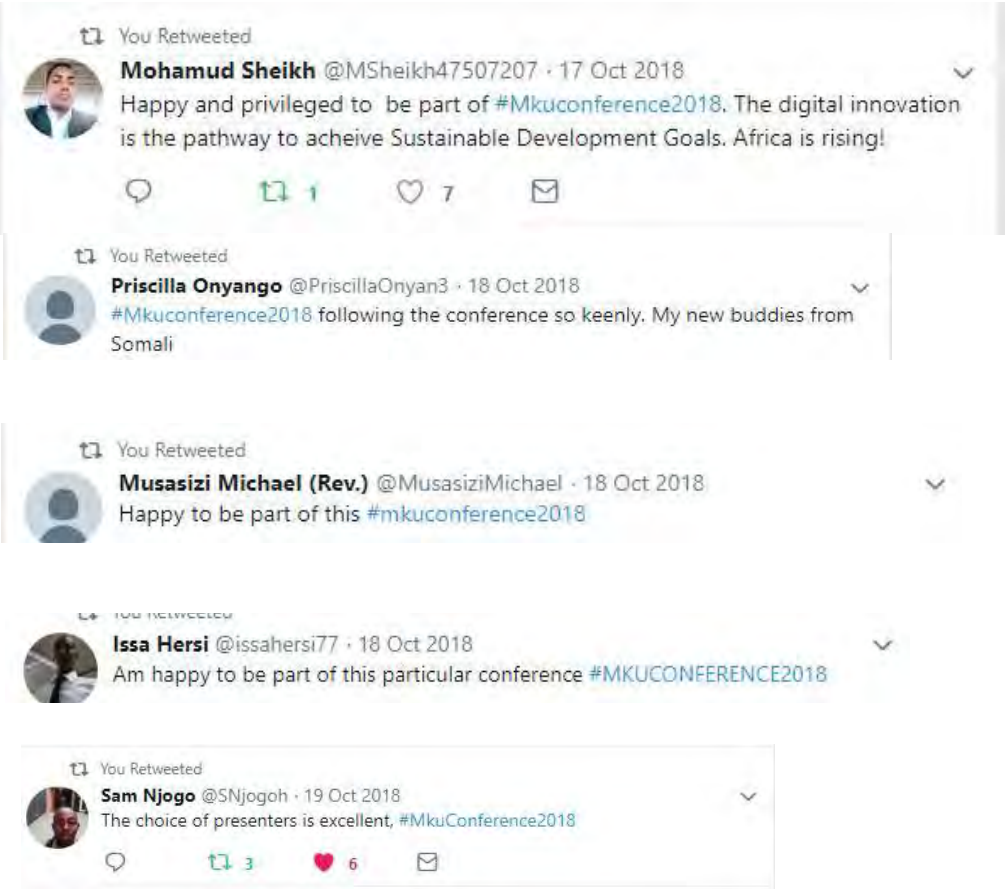 You Retweeted
Mohamud Sheikh @MSheikh47507207 · 17 Oct 2018
Happy and privileged to be part of #Mkuconference2018. The digital innovation
is the pathway to acheive Sustainable Development Goals. Africa is rising!
1 7
You Retweeted
Priscilla Onyango @PriscillaOnyan3 · 18 Oct 2018
#Mkuconference2018 following the conference so keenly. My new buddies from
Somali
You Retweeted
Musasizi Michael (Rev.) @MusasiziMichael · 18 Oct 2018
Happy to be part of this #mkuconference2018
You Retweeted
Issa Hersi @issahersi77 · 18 Oct 2018
Am happy to be part of this particular conference #MKUCONFERENCE2018
You Retweeted
Sam Njogo @SNjogoh · 19 Oct 2018
The choice of presenters is excellent, #MkuConference2018
3 6